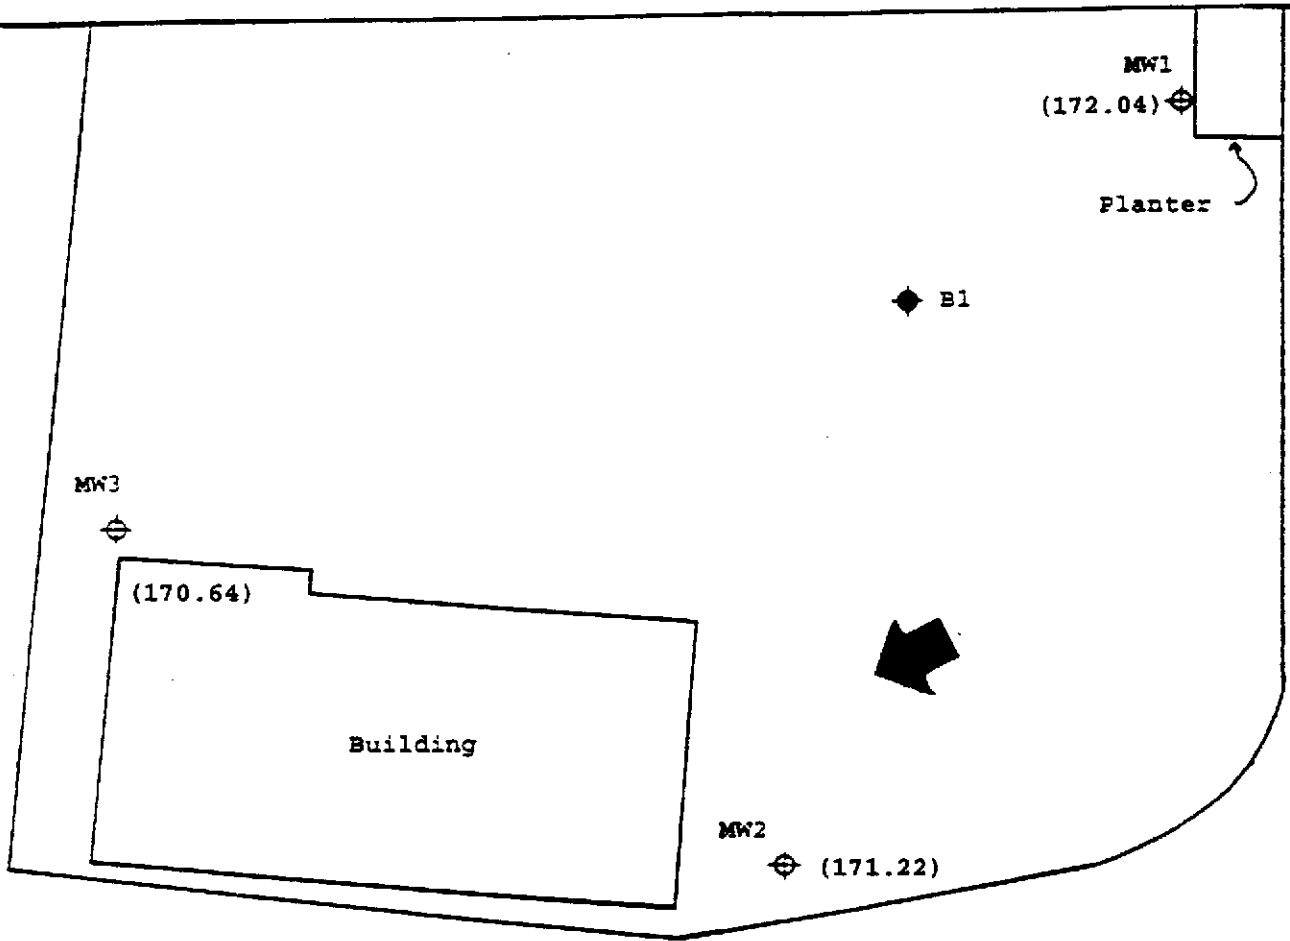 MW1
(172.04)
Planter
B1
MW3
(170.64)
Building
MW2
(171.22)